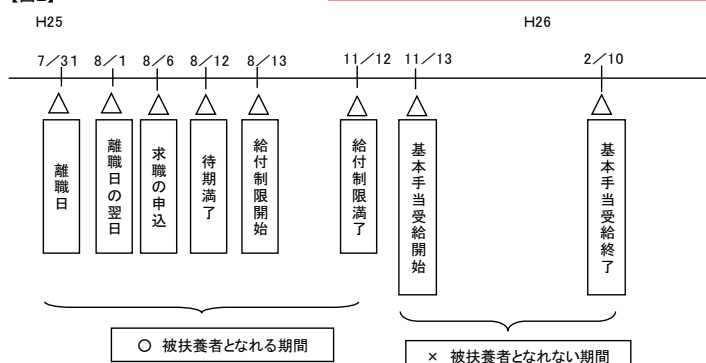 H25
H26
7／31
8／1
8／6
8／12
8／13
11／12
11／13
2／10
離職日
離職日の翌日
求職の申込
待期満了
給付制限開始
給付制限満了
基本手当受給開始
基本手当受給終了
○ 被扶養者となれる期間
× 被扶養者となれない期間